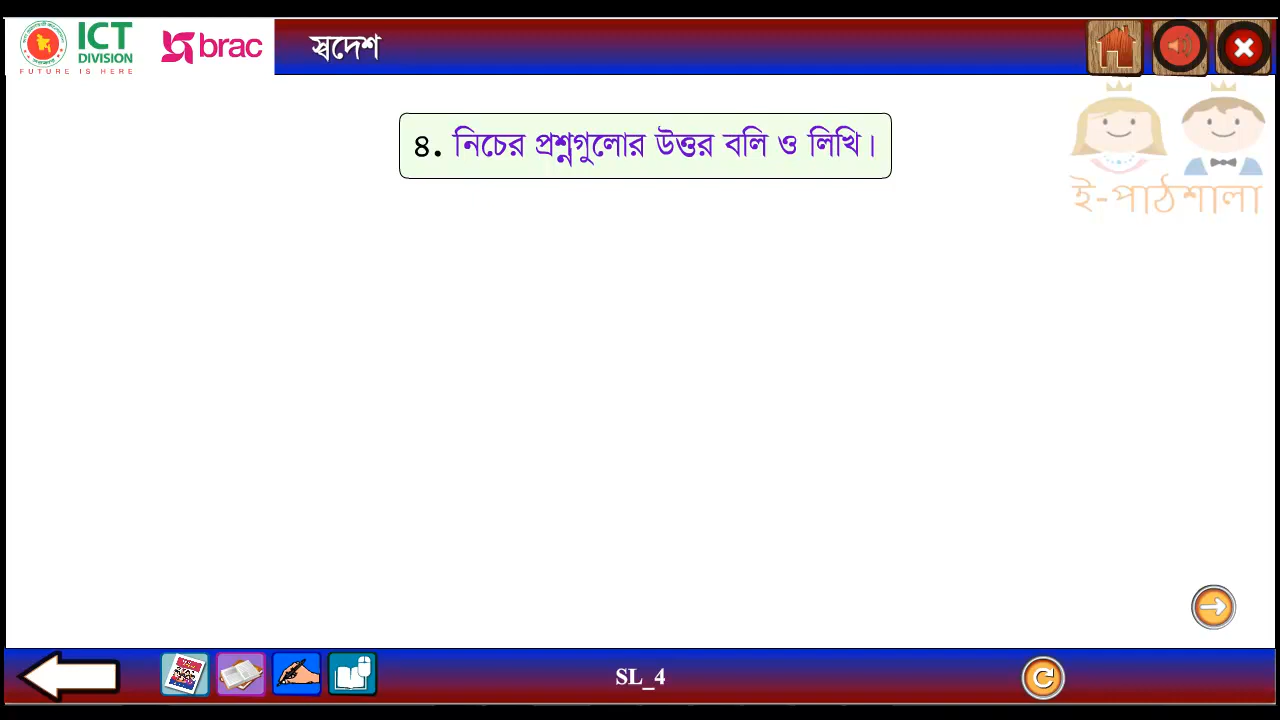 ICT
DIVISION
FUTURE IS HERE
brac
স্বদেশ
৪. নিচের প্রশ্নগুলোর উত্তর বলি ও লিখি।
ই-পাঠশালা
SL_4